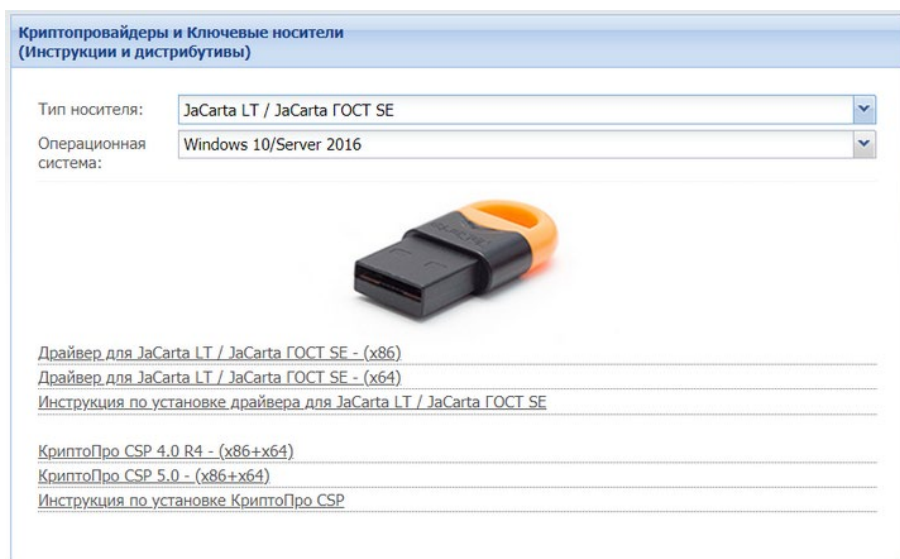 Криптопровайдеры и Ключевые носители
(Инструкции и дистрибутивы)
Тип носителя:
JaCarta LT / JaCarta ГОСТ SE
Операционная
система:
Windows 10/Server 2016
Драйвер для JaCarta LT / JaCarta ГОСТ SE - (x86)
Драйвер для JaCarta LT / JaCarta ГОСТ SE - (x64)
Инструкция по установке драйвера для JaCarta LT / JaCarta ГОСТ SE
КриптоПро CSP 4.0 R4 - (x86+x64)
КриптоПро CSP 5.0 - (x86+x64)
Инструкция по установке КриптоПро CSP